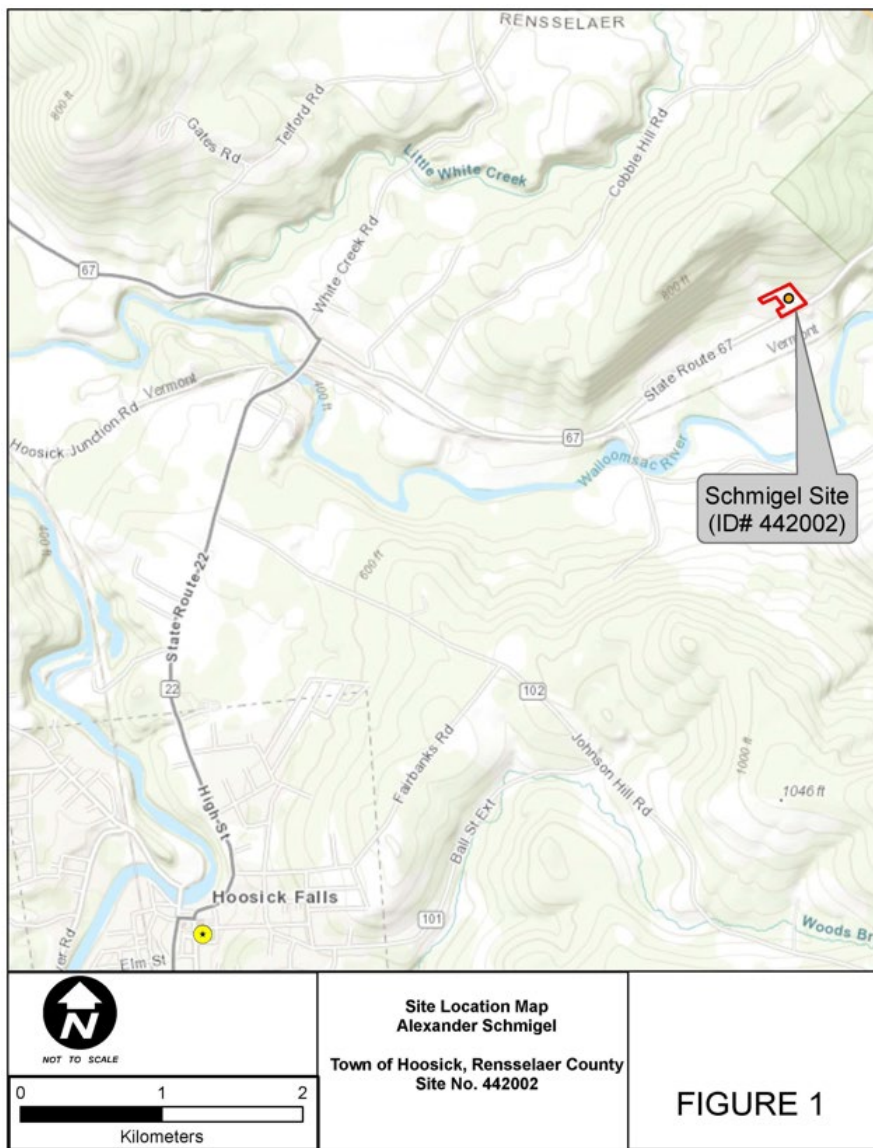 RENSSELAER
800 ft
Gates Rd
Telford Rd
Little White Creek
Cobble Hill Rd
67
White Creek Rd
800 ft
State Route 67
Vermont
Hoosick Junction Rd
Vermont
400 ft
67
Walloomsac River
Schmigel Site
(ID# 442002)
400 ft
State Route 22
600 ft
22
102
Fairbanks Rd
Johnson Hill Rd
1000 ft
1046 ft
High St
Ball St Ext
Hoosick Falls
101
Woods Br
ver Rd
Elm St
N
NOT TO SCALE
0 1 2
Kilometers
Site Location Map
Alexander Schmigel
Town of Hoosick, Rensselaer County
Site No. 442002
FIGURE 1